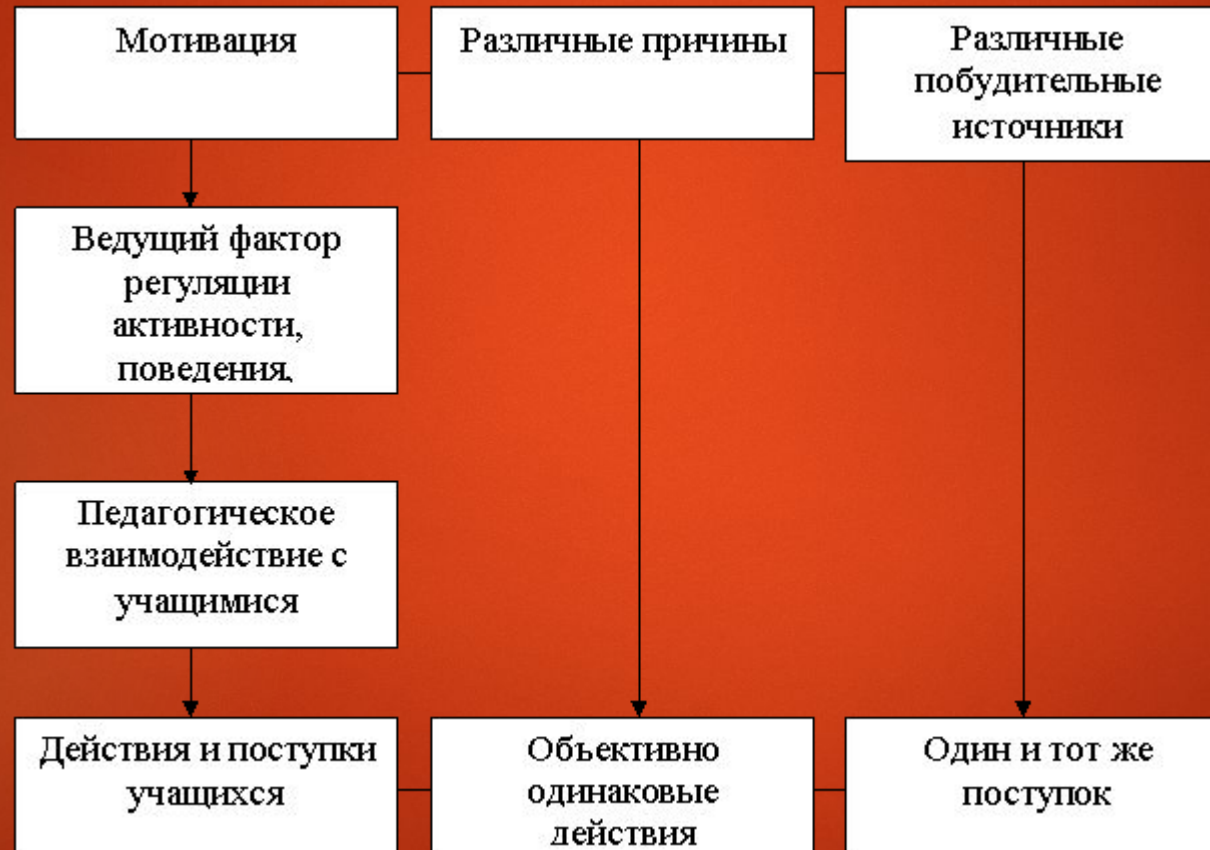 Мотивация
Различные причины
Различные
побудительные
источники
Ведущий фактор
регуляции
активности,
поведения,
Педагогическое
взаимодействие с
учащимися
Действия и поступки
учащихся
Объективно
одинаковые
действия
Один и тот же
поступок